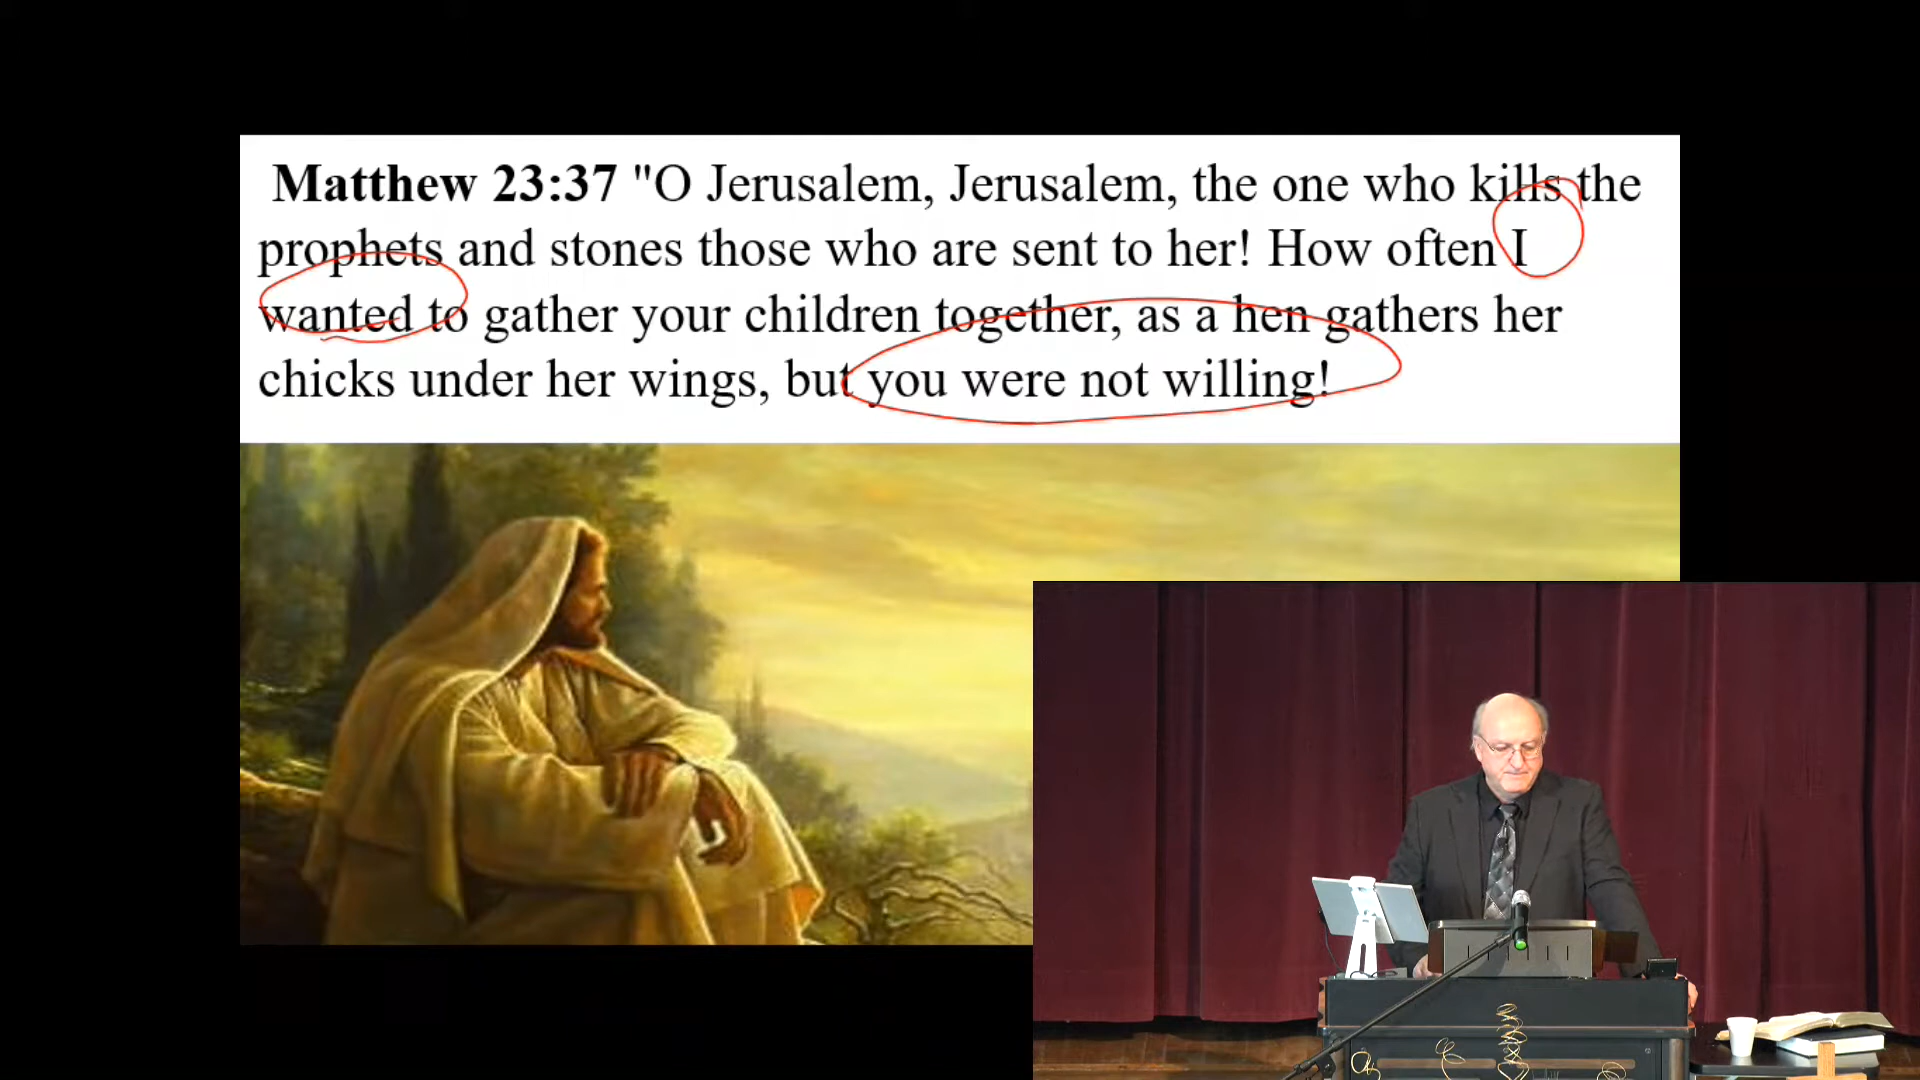 Matthew 23:37 "O Jerusalem, Jerusalem, the one who kills the
prophets and stones those who are sent to her! How often I
wanted to gather your children together, as a hen gathers her
chicks under her wings, but you were not willing!